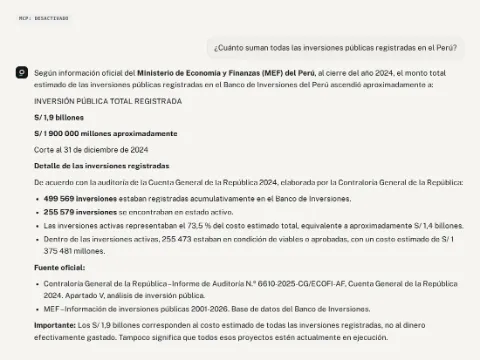 MCP: DESACTIVADO
¿Cuánto suman todas las inversiones públicas registradas en el Perú?
Según información oficial del Ministerio de Economía y Finanzas (MEF) del Perú, al cierre del año 2024, el monto total
estimado de las inversiones públicas registradas en el Banco de Inversiones del Perú ascendió aproximadamente a:
INVERSIÓN PÚBLICA TOTAL REGISTRADA
S/ 1,9 billones
S/ 1 900 000 millones aproximadamente
Corte al 31 de diciembre de 2024
Detalle de las inversiones registradas
De acuerdo con la auditoría de la Cuenta General de la República 2024, elaborada por la Contraloría General de la República:
• 499 569 inversiones estaban registradas acumulativamente en el Banco de Inversiones.
• 255 579 inversiones se encontraban en estado activo.
• Las inversiones activas representaban el 73,5 % del costo estimado total, equivalente a aproximadamente S/ 1,4 billones.
• Dentro de las inversiones activas, 255 473 estaban en condición de viables o aprobadas, con un costo estimado de S/ 1
375 481 millones.
Fuente oficial:
• Contraloría General de la República – Informe de Auditoría N.° 6610-2025-CG/ECOFI-AF, Cuenta General de la República
2024. Apartado V, análisis de inversión pública.
• MEF – Información de inversiones públicas 2001-2026. Base de datos del Banco de Inversiones.
Importante: Los S/ 1,9 billones corresponden al costo estimado de todas las inversiones registradas, no al dinero
efectivamente gastado. Tampoco significa que todos esos proyectos estén actualmente en ejecución.